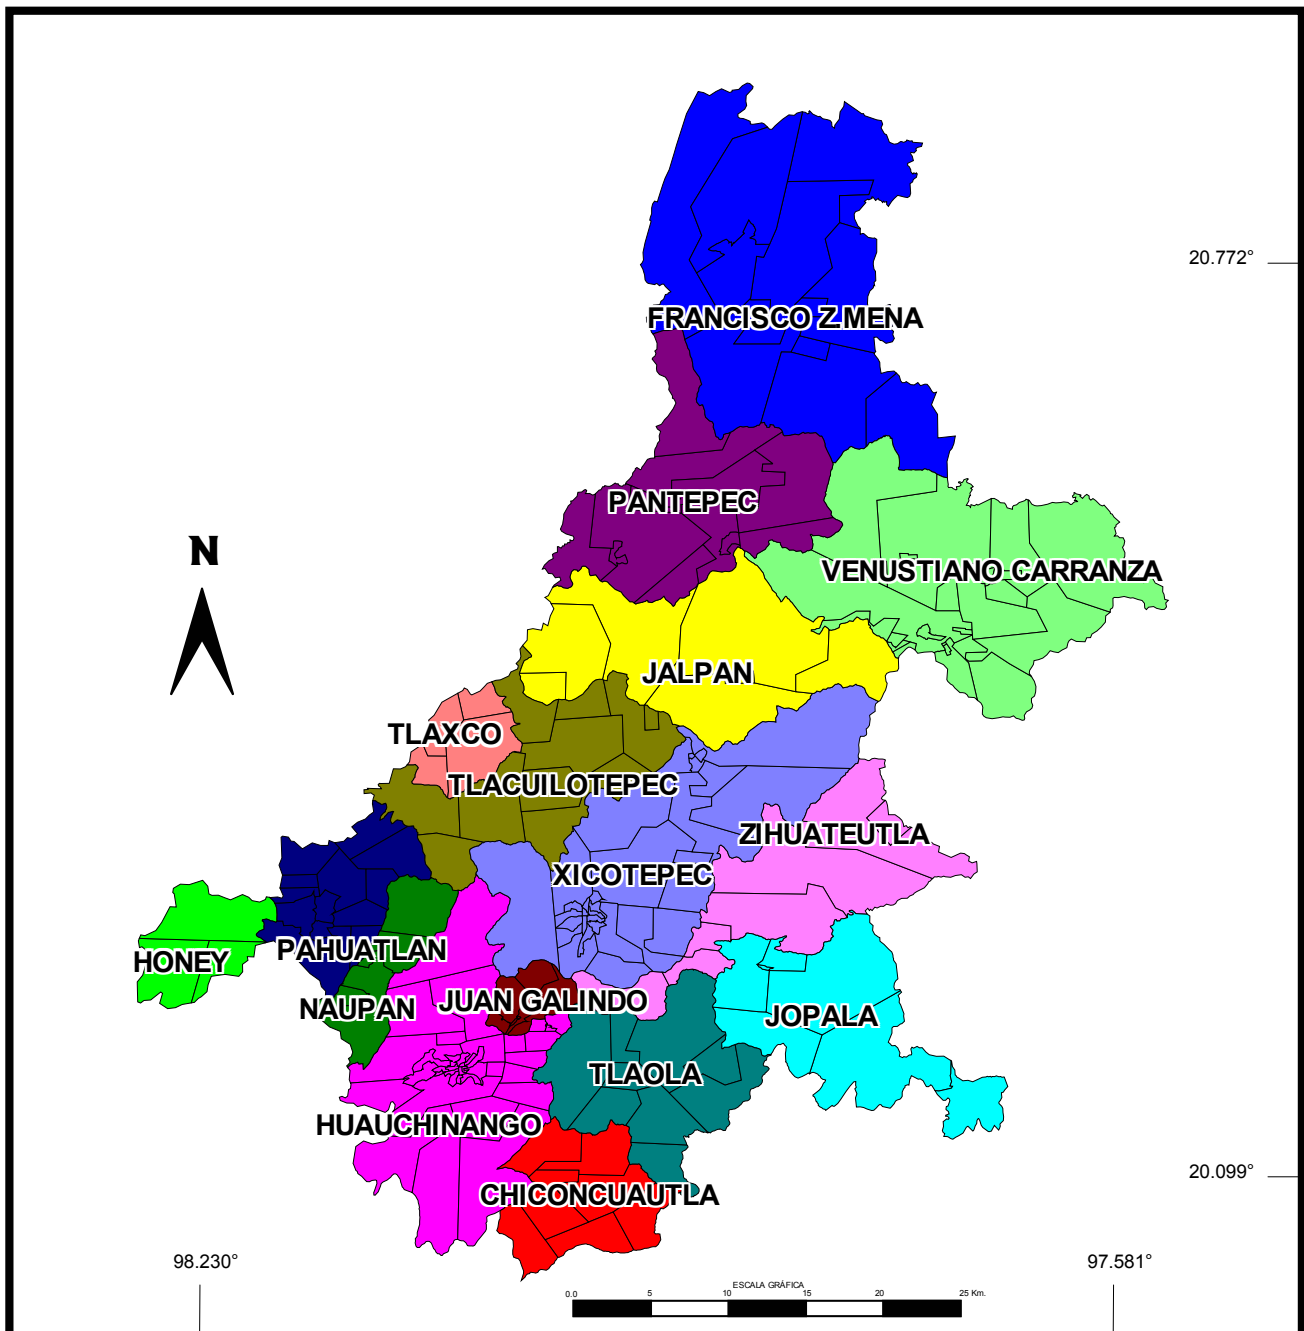 20.772°
FRANCISCO Z.MENA
PANTEPEC
N
VENUSTIANO CARRANZA
JALPAN
TLAXCO
TLACUILOTEPEC
ZIHUATEUTLA
XICOTEPEC
PAHUATLAN
HONEY
NAUPAN
JUAN GALINDO
JOPALA
TLAOLA
HUAUCHINANGO
20.099°
CHICONCUAUTLA
98.230°
97.581°
ESCALA GRÁFICA
0.0 5 10 15 20 25 Km.